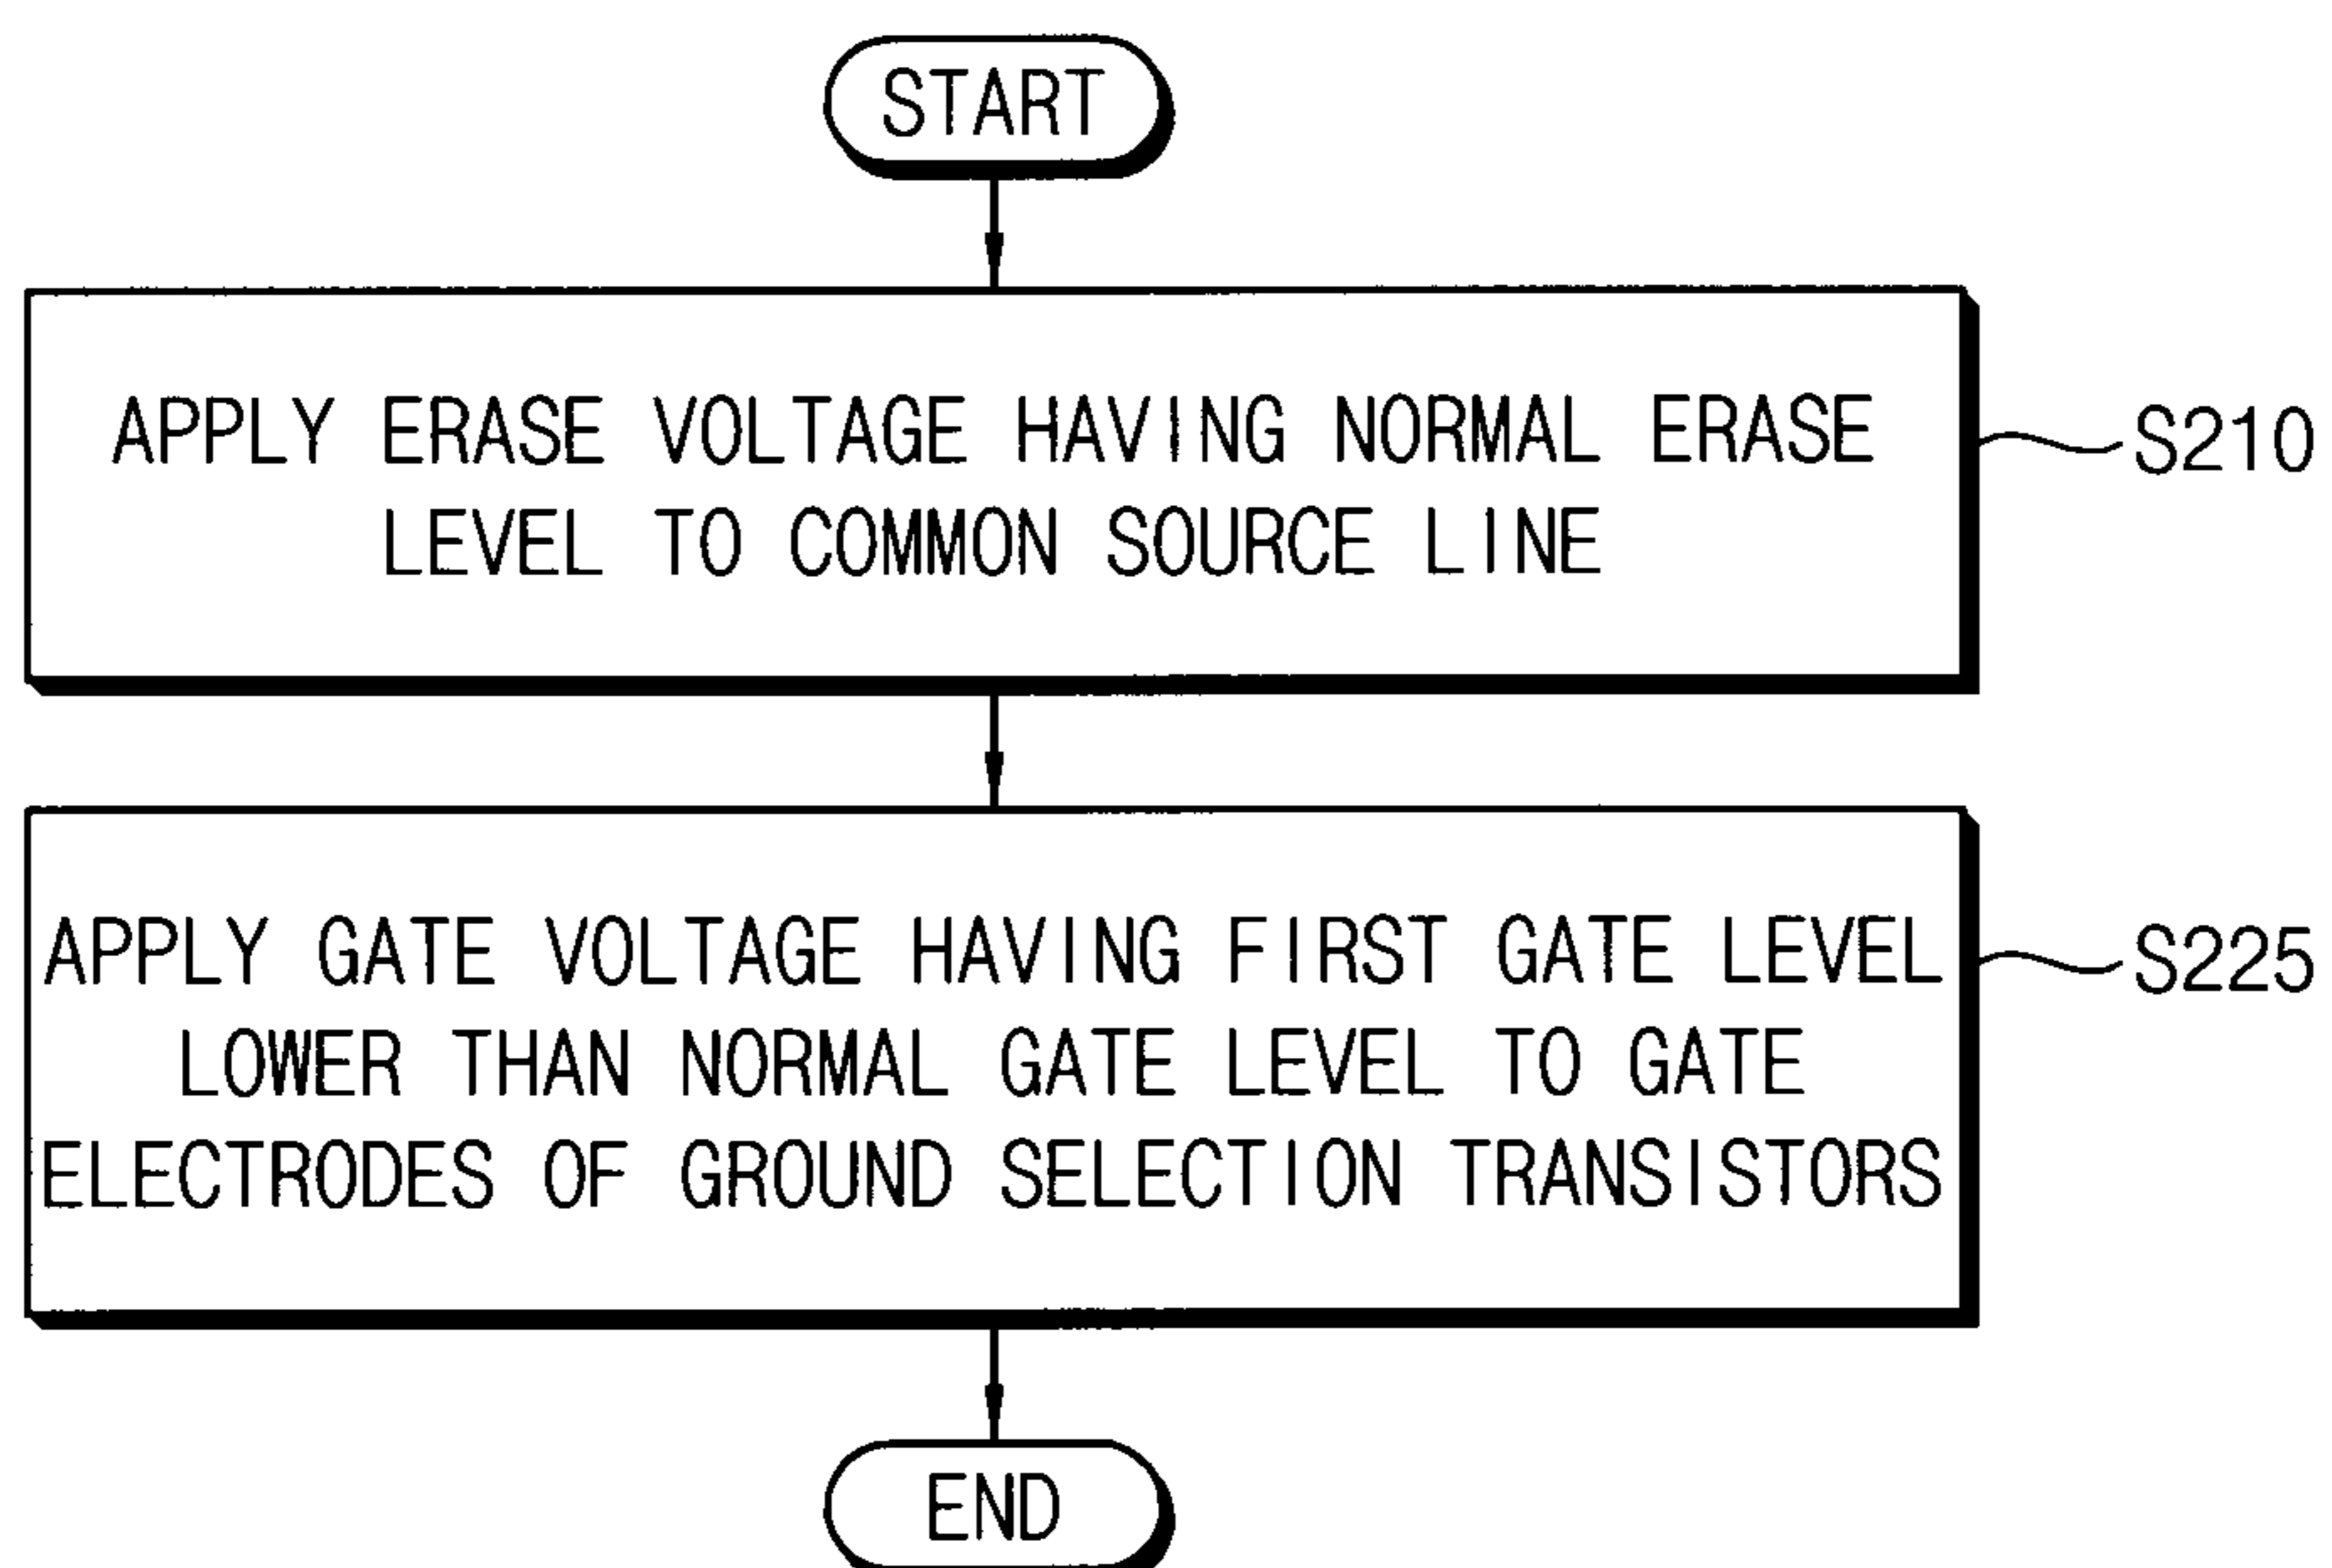 START
APPLY ERASE VOLTAGE HAVING NORMAL ERASE
LEVEL TO COMMON SOURCE LINE
S210
APPLY GATE VOLTAGE HAVING FIRST GATE LEVEL
LOWER THAN NORMAL GATE LEVEL TO GATE
ELECTRODES OF GROUND SELECTION TRANSISTORS
S225
END